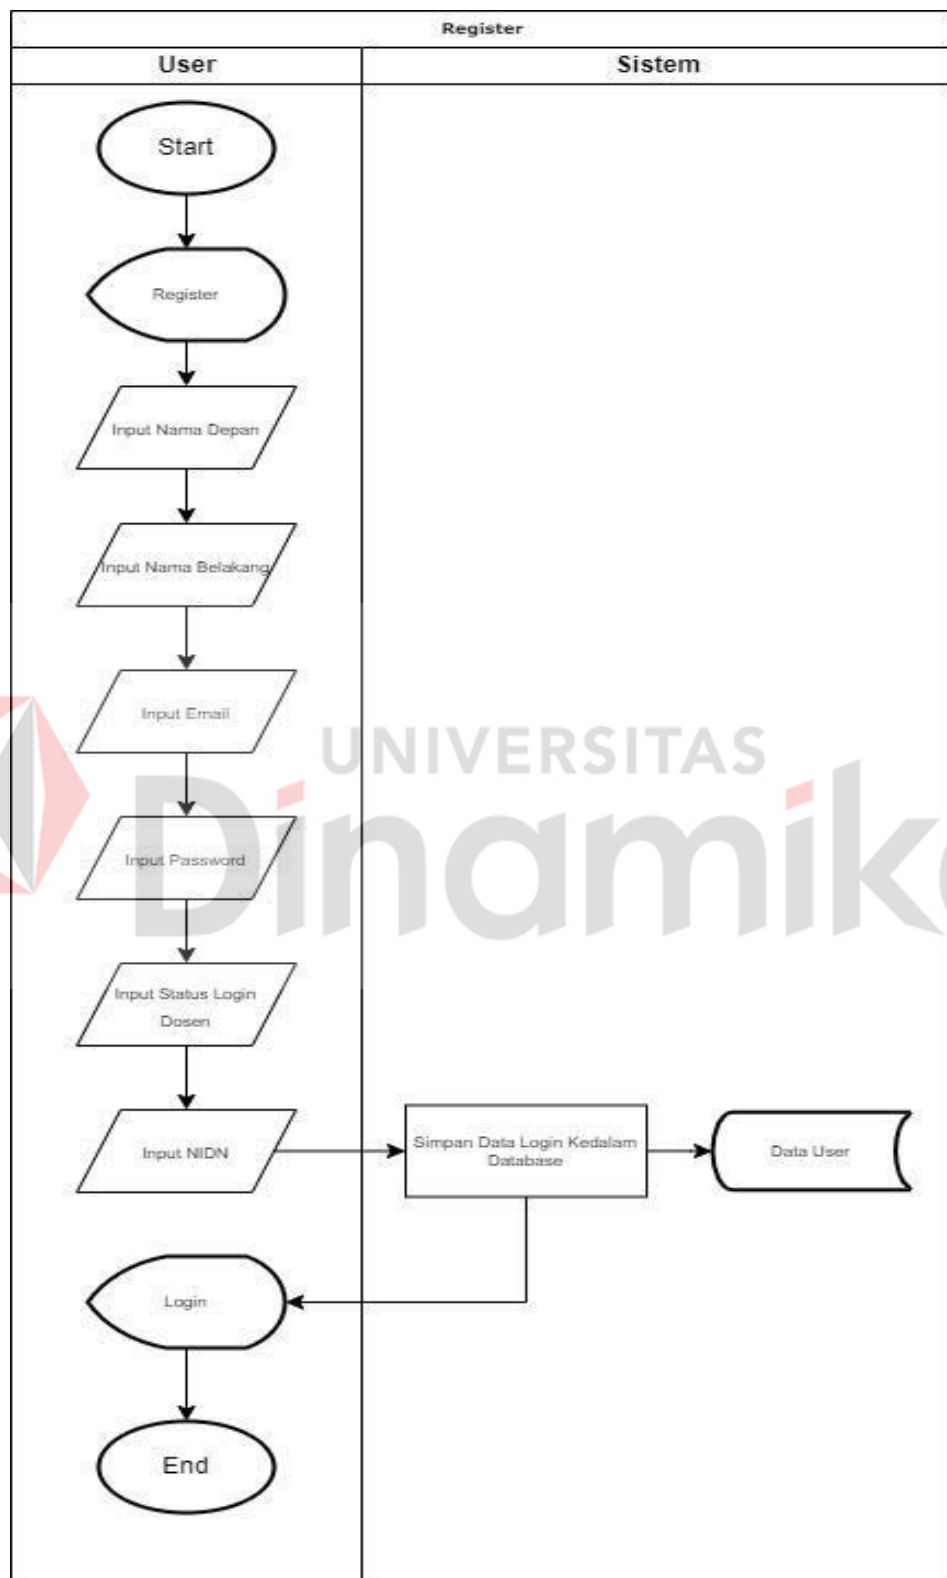 Register
User
Sistem
Start
Register
Input Nama Depan
Input Nama Belakang
Input Email
UNIVERSITAS
Dinamika
Input Password
Input Status Login
Dosen
Input NIDN
Simpan Data Login Kedalam
Database
Data User
Login
End